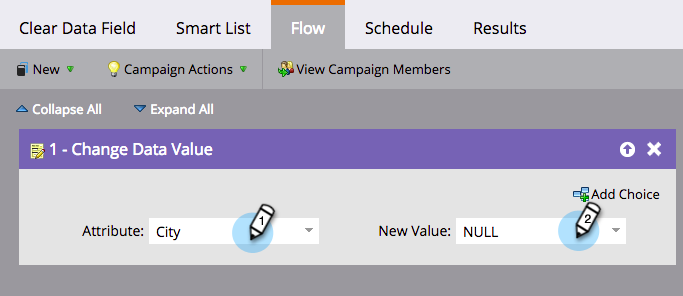 Clear Data Field Smart List Flow Schedule Results
New Campaign Actions View Campaign Members
Collapse All Expand All
1 - Change Data Value
Add Choice
Attribute: City 1 New Value: NULL 2